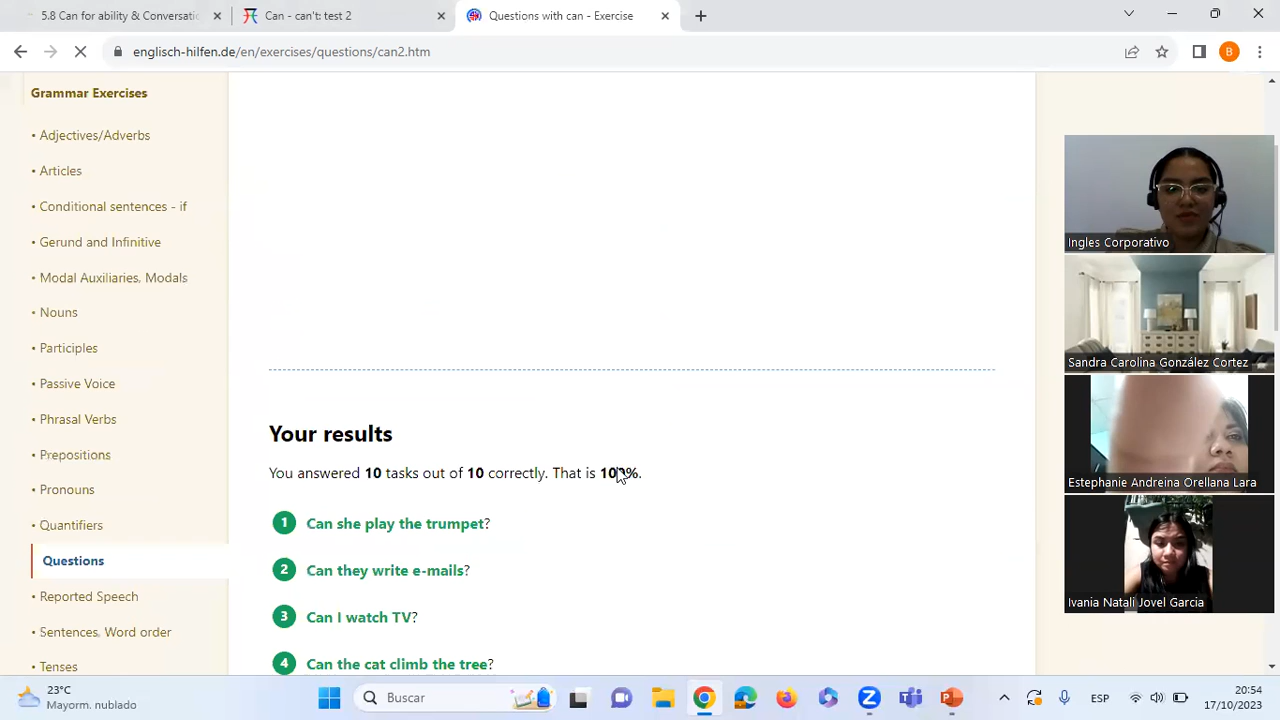 5.8 Can for ability & Conversatio
Can - can't: test 2
Questions with can - Exercise
englisch-hilfen.de/en/exercises/questions/can2.htm
B
Grammar Exercises
• Adjectives/Adverbs
• Articles
• Conditional sentences - if
• Gerund and Infinitive
• Modal Auxiliaries, Modals
• Nouns
• Participles
• Passive Voice
• Phrasal Verbs
• Prepositions
• Pronouns
• Quantifiers
Questions
• Reported Speech
• Sentences, Word order
• Tenses
Your results
You answered 10 tasks out of 10 correctly. That is 100%.
1 Can she play the trumpet?
2 Can they write e-mails?
3 Can I watch TV?
4 Can the cat climb the tree?
Ingles Corporativo
Sandra Carolina González Cortez
Estephanie Andreina Orellana Lara
Ivania Natali Jovel Garcia
23°C
Mayorm. nublado
Buscar
ESP
20:54
17/10/2023